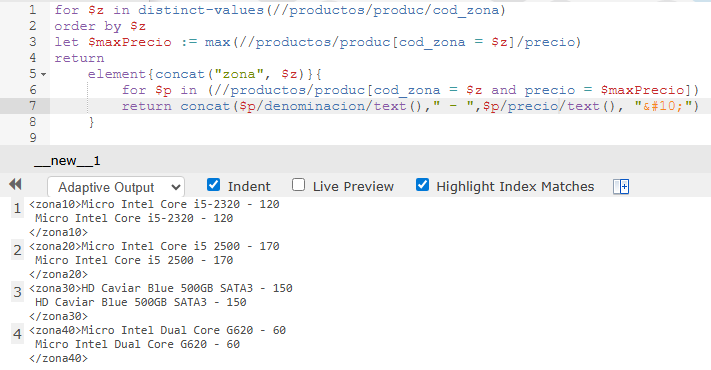 1 for $z in distinct-values(//productos/produc/cod_zona)
2 order by $z
3 let $maxPrecio := max(//productos/produc[cod_zona = $z]/precio)
4 return
5 element{concat("zona", $z)}{
6 for $p in (//productos/produc[cod_zona = $z and precio = $maxPrecio])
7 return concat($p/denominacion/text()," - ",$p/precio/text(), "&#10;")
8 }
9
__new__1
Adaptive Output Indent Live Preview Highlight Index Matches
1 <zona10>Micro Intel Core i5-2320 - 120
Micro Intel Core i5-2320 - 120
</zona10>
2 <zona20>Micro Intel Core i5 2500 - 170
Micro Intel Core i5 2500 - 170
</zona20>
3 <zona30>HD Caviar Blue 500GB SATA3 - 150
HD Caviar Blue 500GB SATA3 - 150
</zona30>
4 <zona40>Micro Intel Dual Core G620 - 60
Micro Intel Dual Core G620 - 60
</zona40>